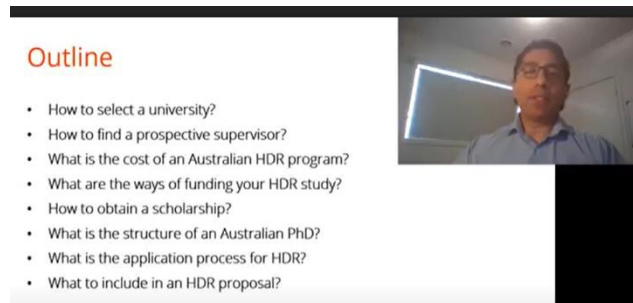 Outline
• How to select a university?
• How to find a prospective supervisor?
• What is the cost of an Australian HDR program?
• What are the ways of funding your HDR study?
• How to obtain a scholarship?
• What is the structure of an Australian PhD?
• What is the application process for HDR?
• What to include in an HDR proposal?